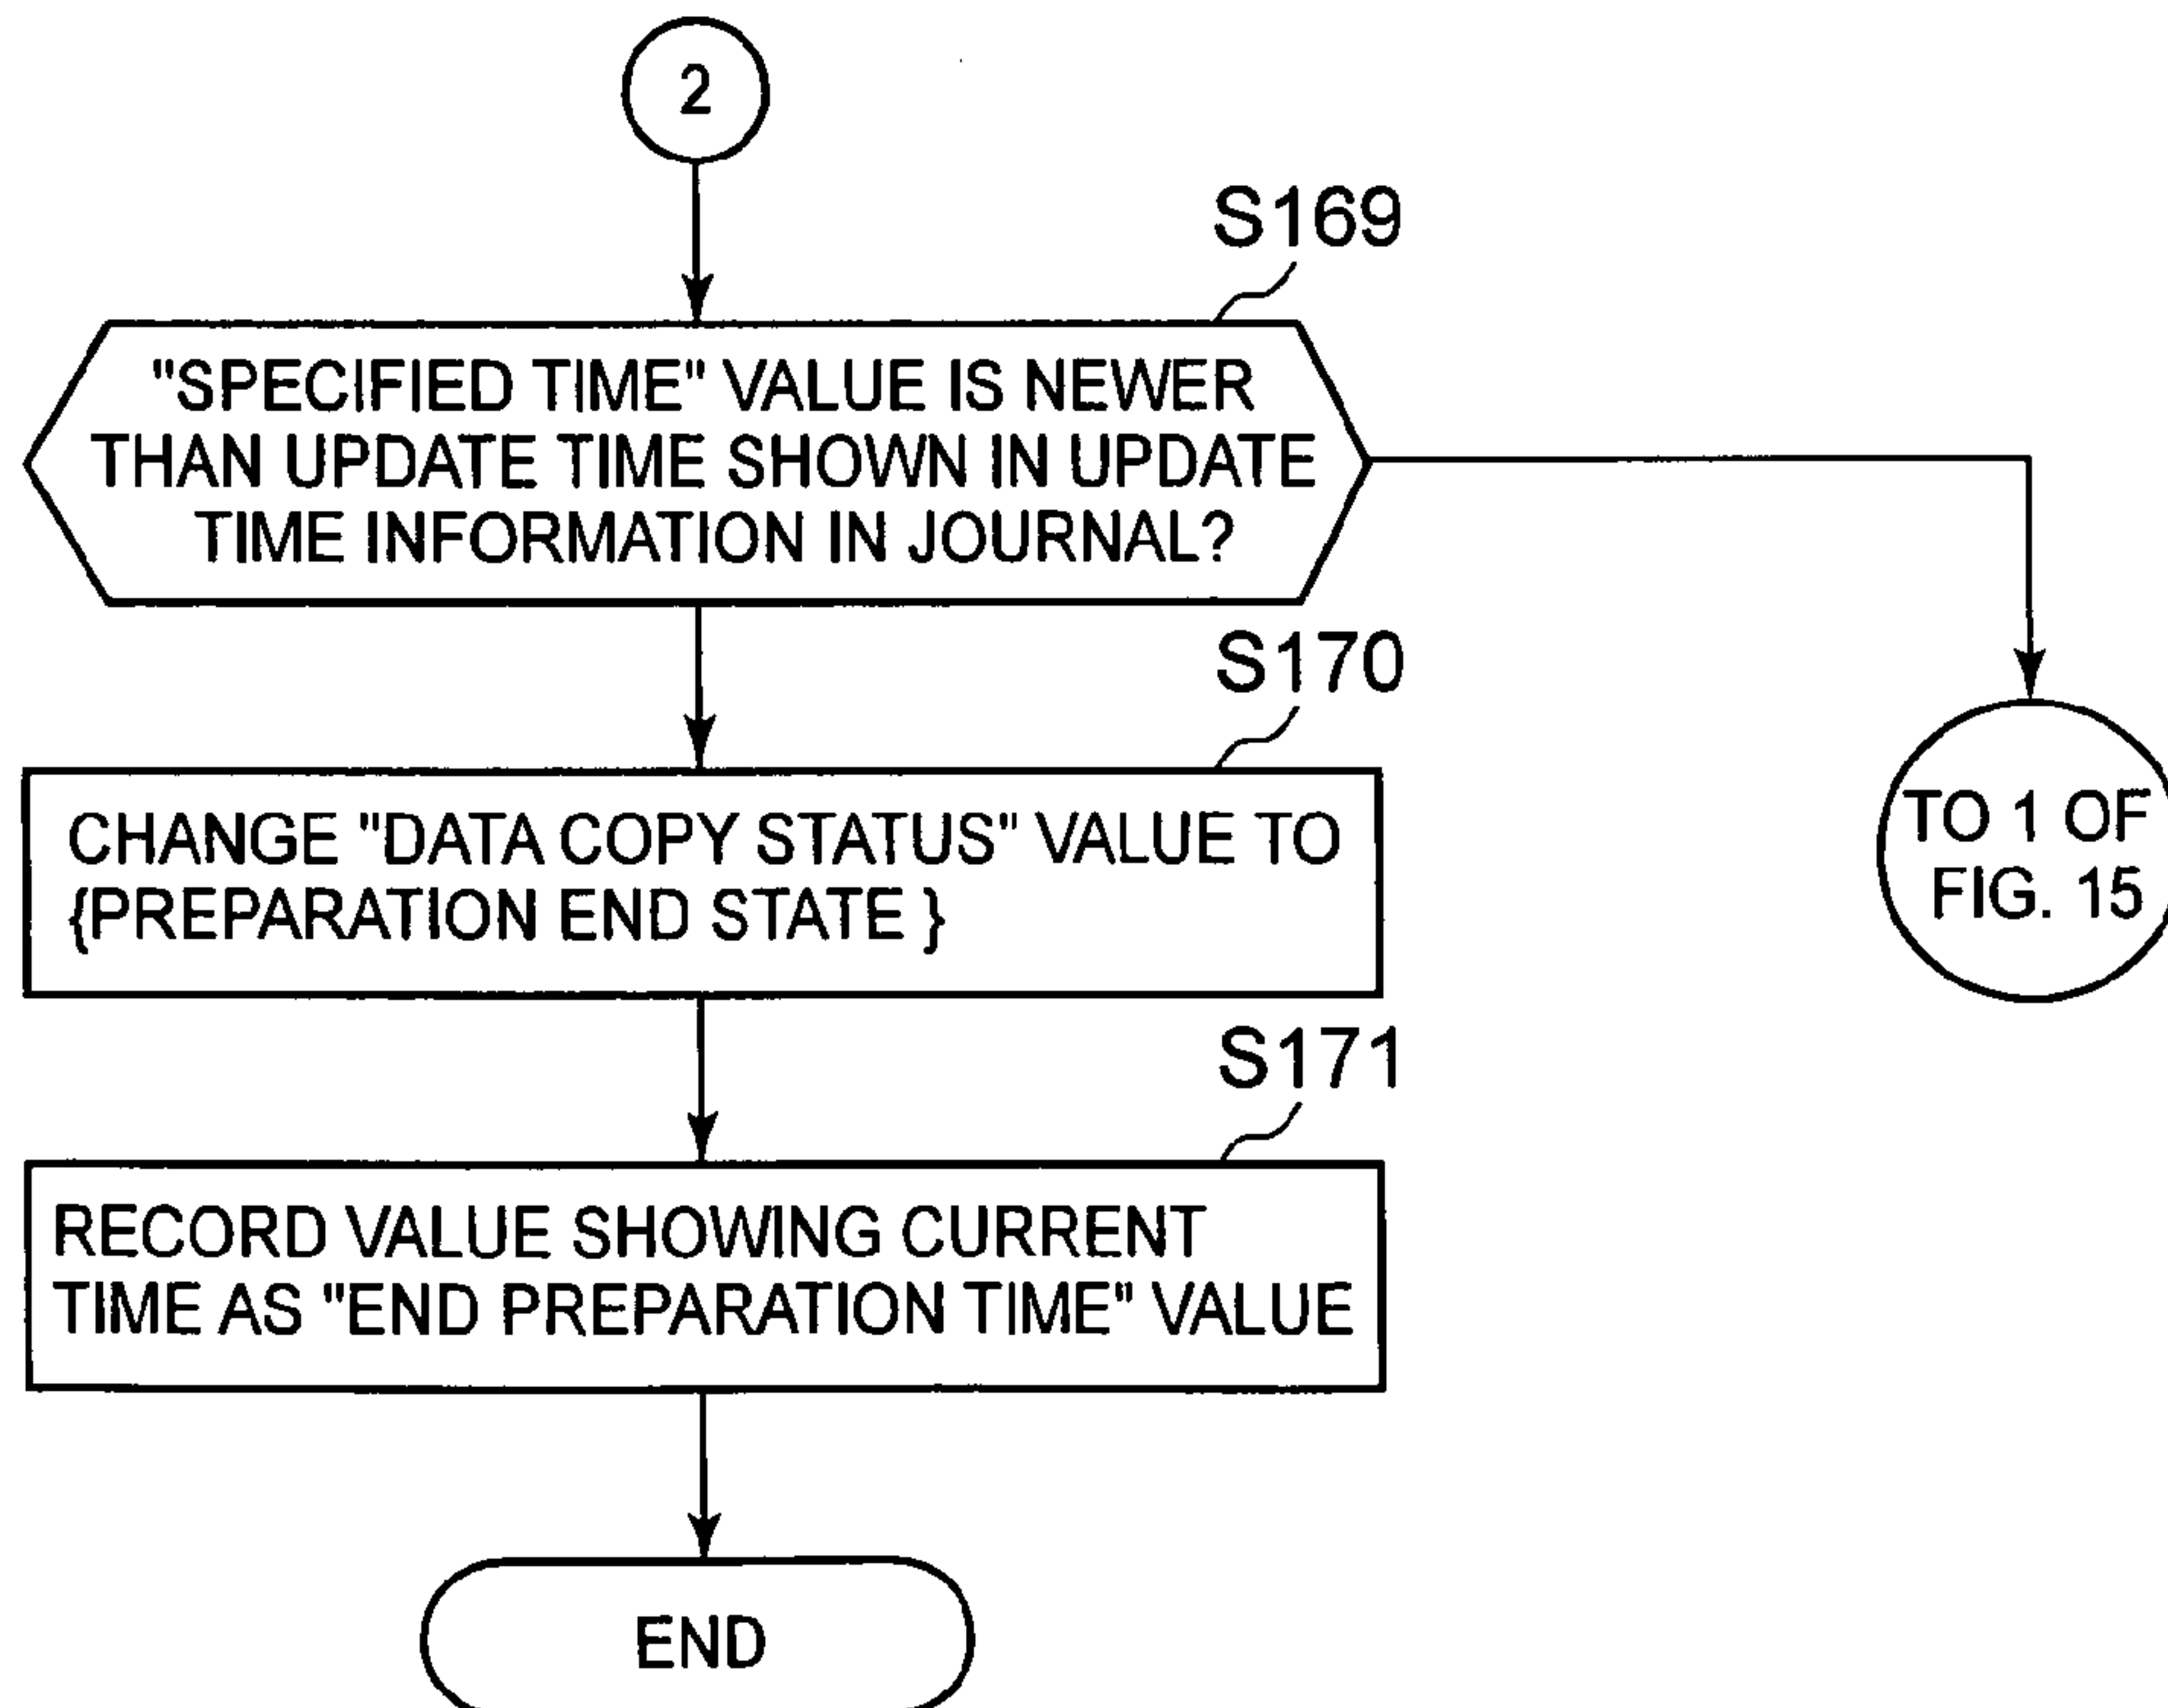 2
S169
"SPECIFIED TIME" VALUE IS NEWER
THAN UPDATE TIME SHOWN IN UPDATE
TIME INFORMATION IN JOURNAL?
S170
CHANGE "DATA COPY STATUS" VALUE TO
{PREPARATION END STATE }
TO 1 OF
FIG. 15
S171
RECORD VALUE SHOWING CURRENT
TIME AS "END PREPARATION TIME" VALUE
END